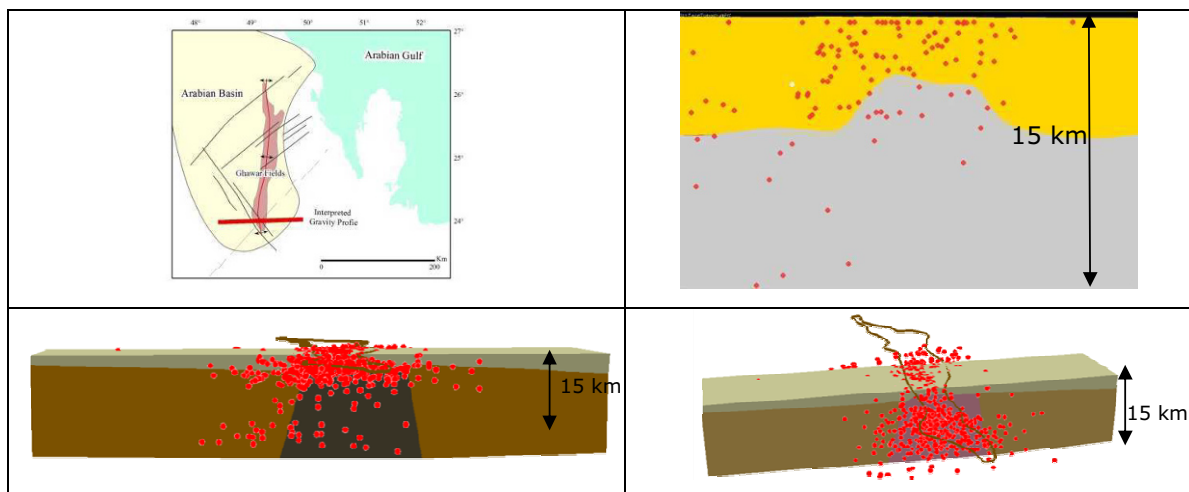 48° 49° 50° 51° 52°
27°
Arabian Gulf
Arabian Basin
26°
25°
Ghawar Fields
Interpreted
Gravity Profie
24°
Km
0 200
15 km
15 km
15 km